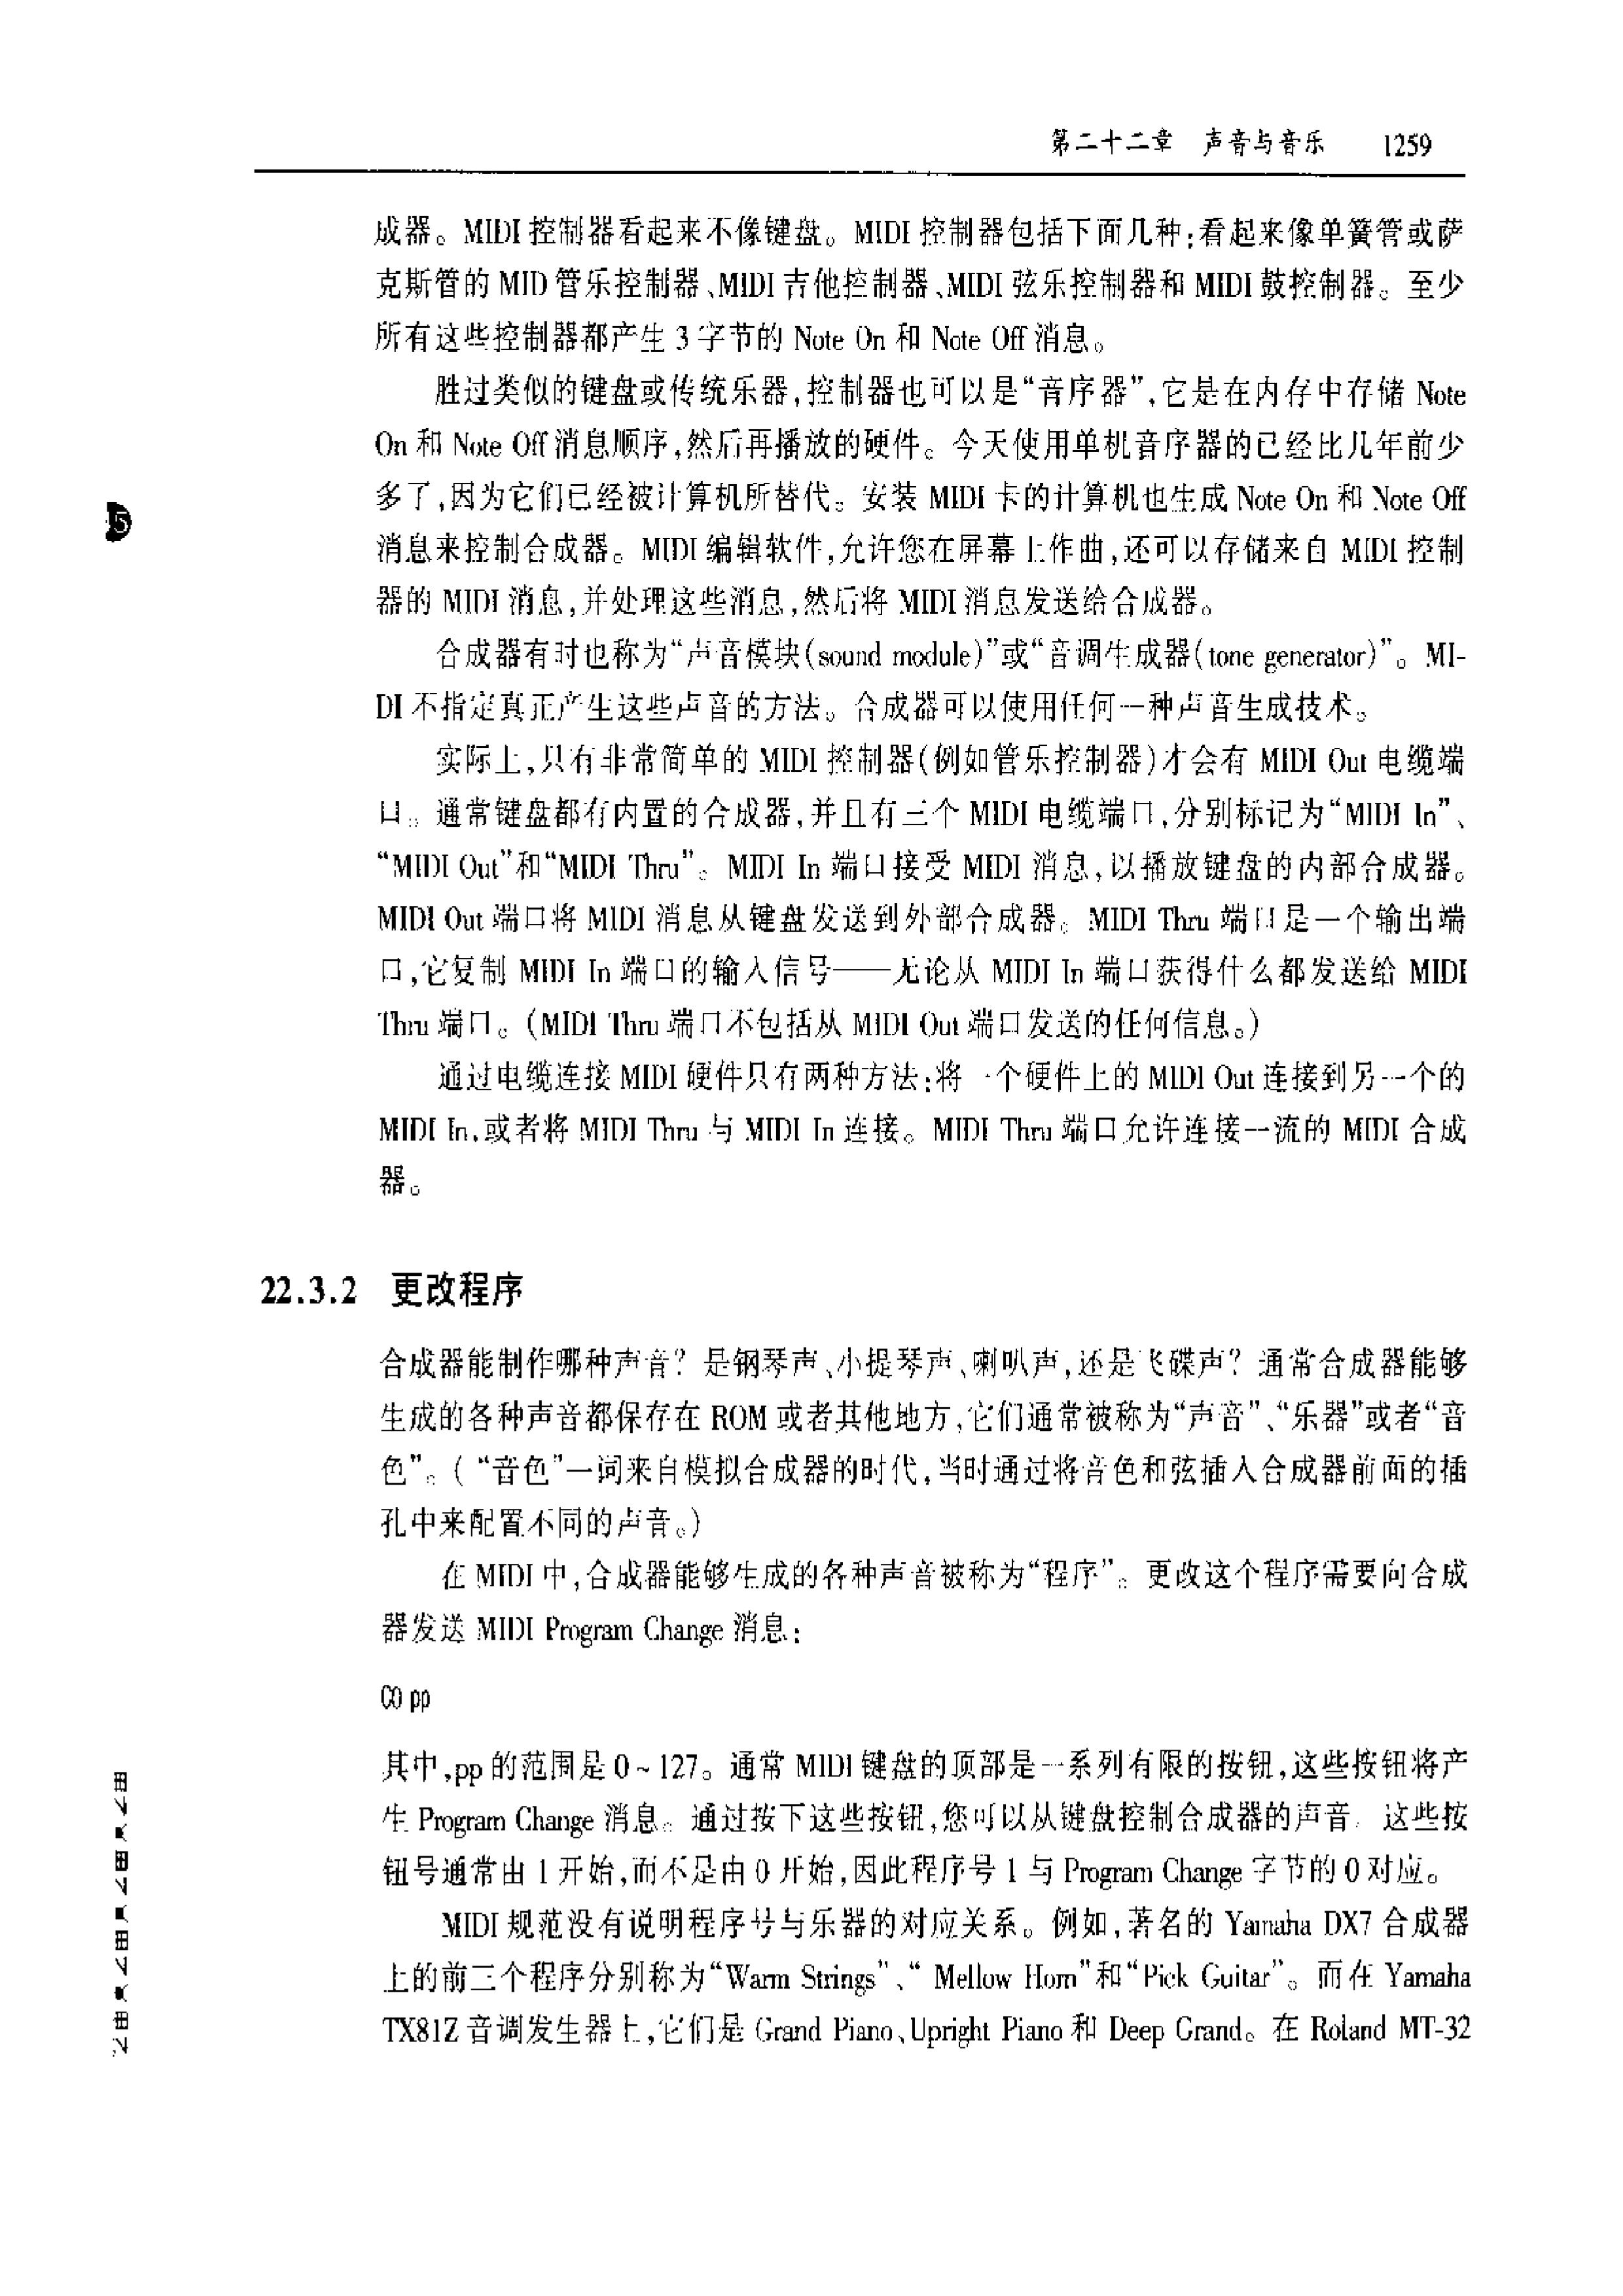 第二十二章 声音与音乐 1259
成器。MIDI 控制器看起来不像键盘。MIDI 控制器包括下面几种:看起来像单簧管或萨
克斯管的 MID 管乐控制器、MIDI 吉他控制器、MIDI 弦乐控制器和 MIDI 鼓控制器。至少
所有这些控制器都产生 3 字节的 Note On 和 Note Off 消息。
胜过类似的键盘或传统乐器,控制器也可以是“音序器”,它是在内存中存储 Note
On 和 Note Off 消息顺序,然后再播放的硬件。今天使用单机音序器的已经比几年前少
多了,因为它们已经被计算机所替代。安装 MIDI 卡的计算机也生成 Note On 和 Note Off
消息来控制合成器。MIDI 编辑软件,允许您在屏幕上作曲,还可以存储来自 MIDI 控制
器的 MIDI 消息,并处理这些消息,然后将 MIDI 消息发送给合成器。
合成器有时也称为“声音模块(sound module)”或“音调生成器(tone generator)”。MI-
DI 不指定真正产生这些声音的方法。合成器可以使用任何一种声音生成技术。
实际上,只有非常简单的 MIDI 控制器(例如管乐控制器)才会有 MIDI Out 电缆端
口。通常键盘都有内置的合成器,并且有三个 MIDI 电缆端口,分别标记为“MIDI In”、
“MIDI Out”和“MIDI Thru”。MIDI In 端口接受 MIDI 消息,以播放键盘的内部合成器。
MIDI Out 端口将 MIDI 消息从键盘发送到外部合成器。MIDI Thru 端口是一个输出端
口,它复制 MIDI In 端口的输入信号——无论从 MIDI In 端口获得什么都发送给 MIDI
Thru 端口。(MIDI Thru 端口不包括从 MIDI Out 端口发送的任何信息。)
通过电缆连接 MIDI 硬件只有两种方法:将一个硬件上的 MIDI Out 连接到另一个的
MIDI In,或者将 MIDI Thru 与 MIDI In 连接。MIDI Thru 端口允许连接一流的 MIDI 合成
器。
22.3.2 更改程序
合成器能制作哪种声音? 是钢琴声、小提琴声、喇叭声,还是飞碟声? 通常合成器能够
生成的各种声音都保存在 ROM 或者其他地方,它们通常被称为“声音”、“乐器”或者“音
色”。( “音色”一词来自模拟合成器的时代,当时通过将音色和弦插入合成器前面的插
孔中来配置不同的声音。)
在 MIDI 中,合成器能够生成的各种声音被称为“程序”。更改这个程序需要向合成
器发送 MIDI Program Change 消息:
C0 pp
其中,pp 的范围是 0~127。通常 MIDI 键盘的顶部是一系列有限的按钮,这些按钮将产
生 Program Change 消息。通过按下这些按钮,您可以从键盘控制合成器的声音。这些按
钮号通常由 1 开始,而不是由 0 开始,因此程序号 1 与 Program Change 字节的 0 对应。
MIDI 规范没有说明程序号与乐器的对应关系。例如,著名的 Yamaha DX7 合成器
上的前三个程序分别称为“Warm Strings”、“ Mellow Horn”和“Pick Guitar”。而在 Yamaha
TX81Z 音调发生器上,它们是 Grand Piano、Upright Piano 和 Deep Grand。在 Roland MT-32